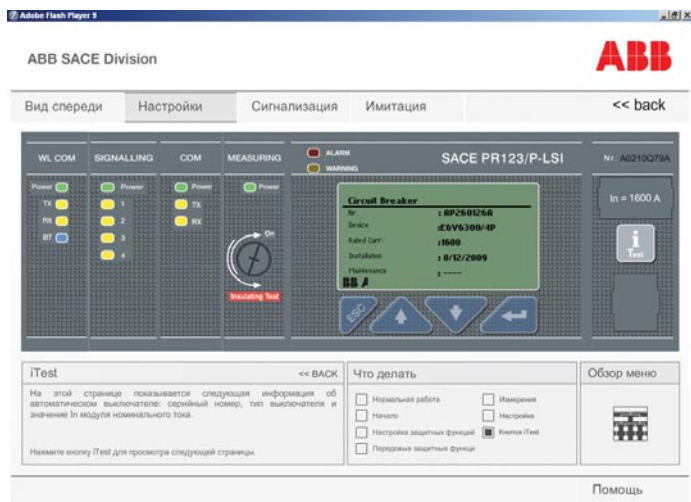 Adobe Flash Player 9
ABB SACE Division
ABB
Вид спереди
Настройки
Сигнализация
Имитация
<< back
WL COM
SIGNALLING
COM
MEASURING
ALARM
WARNING
SACE PR123/P-LSI
Nr. A0210Q79A
Power
Power
Power
Power
TX
1
TX
RX
2
RX
BT
3
4
On
Insulating Test
Circuit Breaker
Nr. : AP260126A
Device :E6V6300/4P
Rated Curr. :1600
Installation : 8/12/2009
Maintenance : ----
ESC
In = 1600 A
i
Test
iTest
<< BACK
На этой странице показывается следующая информация об
автоматическом выключателе: серийный номер, тип выключателя и
значение In модуля номинального тока.
Нажмите кнопку iTest для просмотра следующей страницы.
Что делать
Нормальная работа
Измерения
Начало
Настройка
Настройка защитных функций
Кнопка iTest
Передовые защитные функци
Обзор меню
Помощь